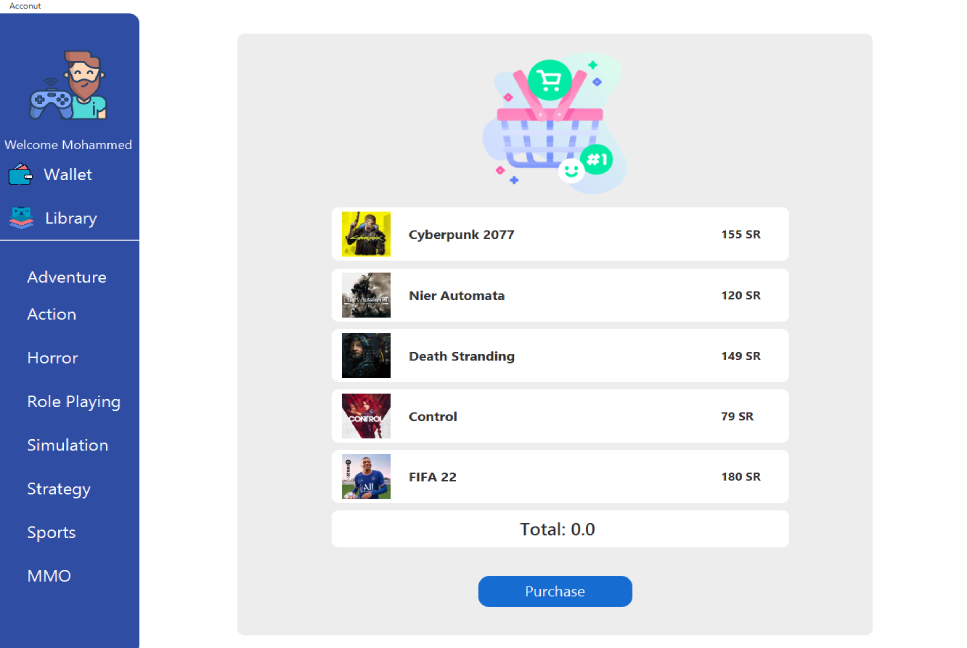 Acconut
Welcome Mohammed
Wallet
Library
Adventure
Action
Horror
Role Playing
Simulation
Strategy
Sports
MMO
#1
Cyberpunk 2077 155 SR
Nier Automata 120 SR
Death Stranding 149 SR
CONTROL
Control 79 SR
FIFA 22 180 SR
Total: 0.0
Purchase